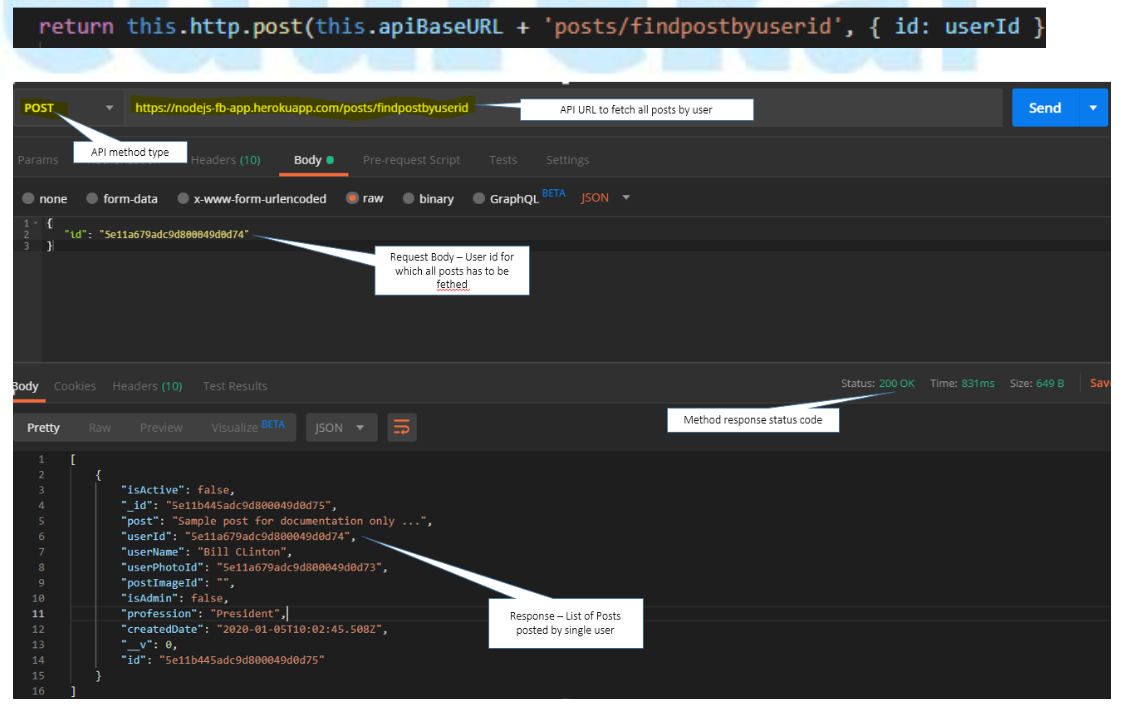 return this.http.post(this.apiBaseURL + 'posts/findpostbyuserid', { id: userId }
POST
https://nodejs-fb-app.herokuapp.com/posts/findpostbyuserid
API URL to fetch all posts by user
Send
API method type
Params
Headers (10)
Body
Pre-request Script
Tests
Settings
none
form-data
x-www-form-urlencoded
raw
binary
GraphQL BETA
JSON
1 {
2 "id": "5e11a679adc9d800049d0d74"
3 }
Request Body – User id for
which all posts has to be
fethed
Body Cookies Headers (10) Test Results
Status: 200 OK Time: 831ms Size: 649 B Sav
Method response status code
Pretty Raw Preview Visualize BETA JSON
1 [
2 {
3 "isActive": false,
4 "_id": "5e11b445adc9d800049d0d75",
5 "post": "Sample post for documentation only ...",
6 "userId": "5e11a679adc9d800049d0d74",
7 "userName": "Bill CLinton",
8 "userPhotoId": "5e11a679adc9d800049d0d73",
9 "postImageId": "",
10 "isAdmin": false,
11 "profession": "President",
12 "createdDate": "2020-01-05T10:02:45.508Z",
13 "__v": 0,
14 "id": "5e11b445adc9d800049d0d75"
15 }
16 ]
Response – List of Posts
posted by single user